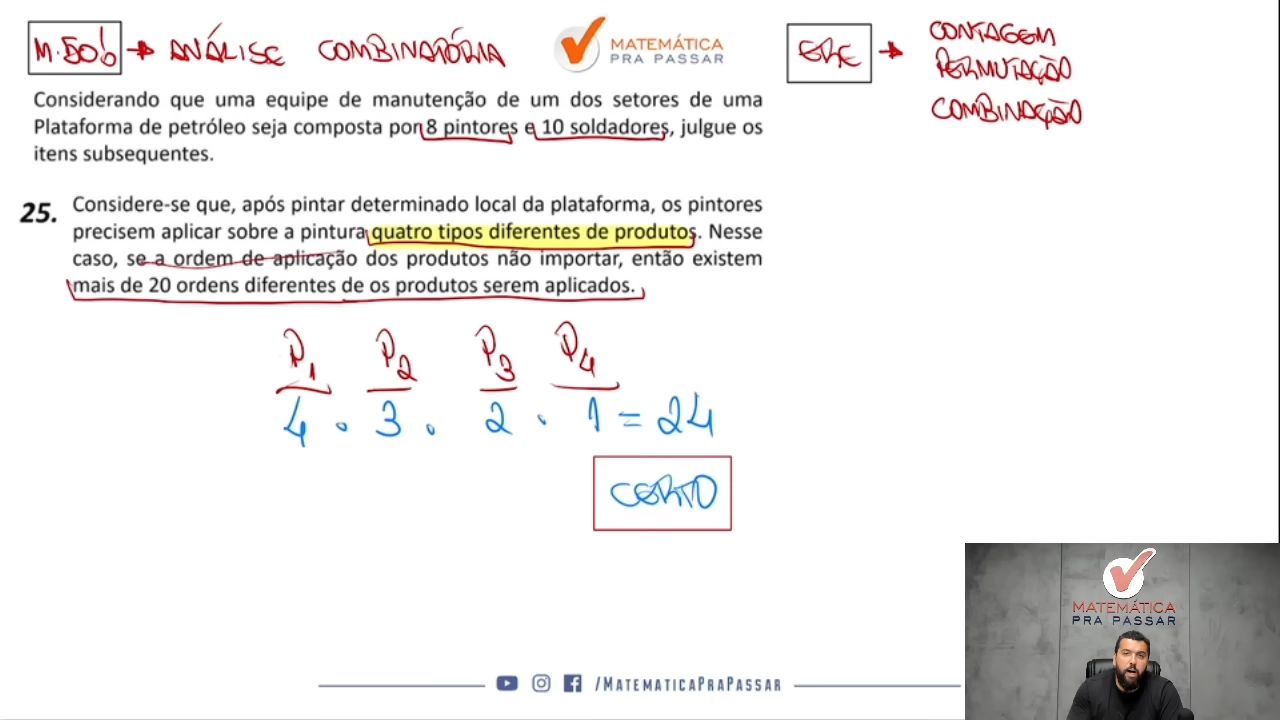 M.50% → ANÁLISE COMBINATÓRIA
MATEMÁTICA
PRA PASSAR
→ CONTAGEM
PERMUTAÇÃO
COMBINAÇÃO
Considerando que uma equipe de manutenção de um dos setores de uma
Plataforma de petróleo seja composta por 8 pintores e 10 soldadores, julgue os
itens subsequentes.
25. Considere-se que, após pintar determinado local da plataforma, os pintores
precisem aplicar sobre a pintura quatro tipos diferentes de produtos. Nesse
caso, se a ordem de aplicação dos produtos não importar, então existem
mais de 20 ordens diferentes de os produtos serem aplicados.
P1 P2 P3 P4
4 . 3 . 2 . 1 = 24
CERTO
MATEMÁTICA
PRA PASSAR
/MATEMATICAPRAPASSAR